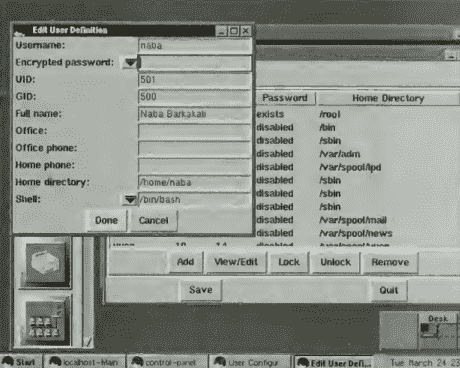 Edit User Definition
Username: naba
Encrypted password:
UID: 501
GID: 500
Full name: Naba Barkakati
Office:
Office phone:
Home phone:
Home directory: /home/naba
Shell: /bin/bash
Done Cancel
Password Home Directory
exists /root
disabled /bin
disabled /sbin
disabled /var/adm
disabled /var/spool/lpd
disabled /sbin
disabled /sbin
disabled /sbin
disabled /var/spool/mail
disabled /var/spool/news
Add View/Edit Lock Unlock Remove
Save Quit
Desk
Start localhost-Main control-panel User Configur Edit User Defi... Tue March 24 23